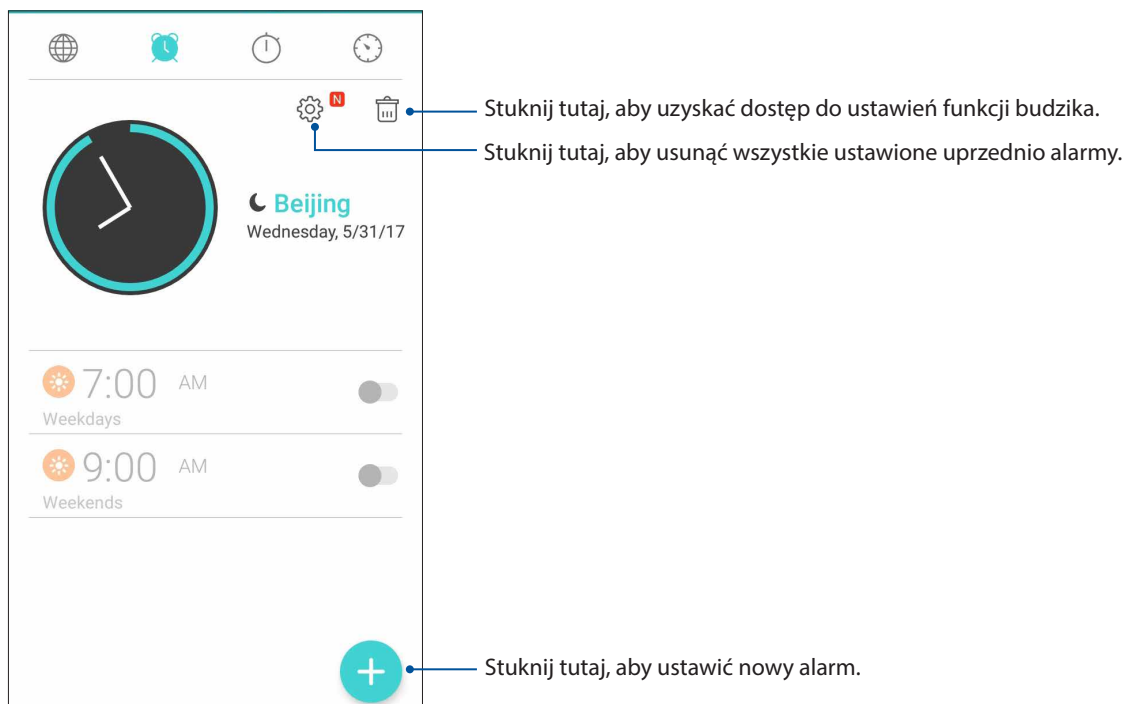 N
Stuknij tutaj, aby uzyskać dostęp do ustawień funkcji budzika.
Stuknij tutaj, aby usunąć wszystkie ustawione uprzednio alarmy.
Beijing
Wednesday, 5/31/17
7:00 AM
Weekdays
9:00 AM
Weekends
Stuknij tutaj, aby ustawić nowy alarm.